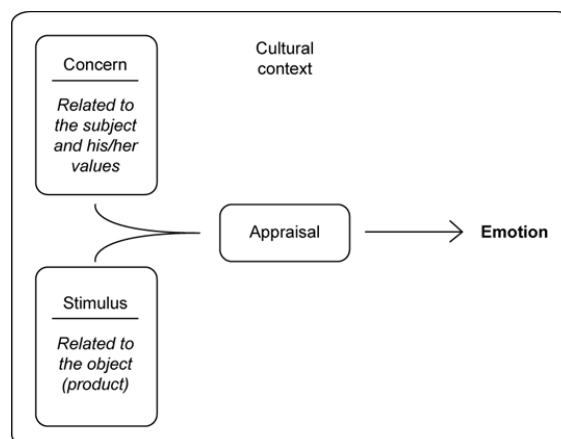 Concern
Related to
the subject
and his/her
values
Cultural
context
Appraisal
Emotion
Stimulus
Related to
the object
(product)